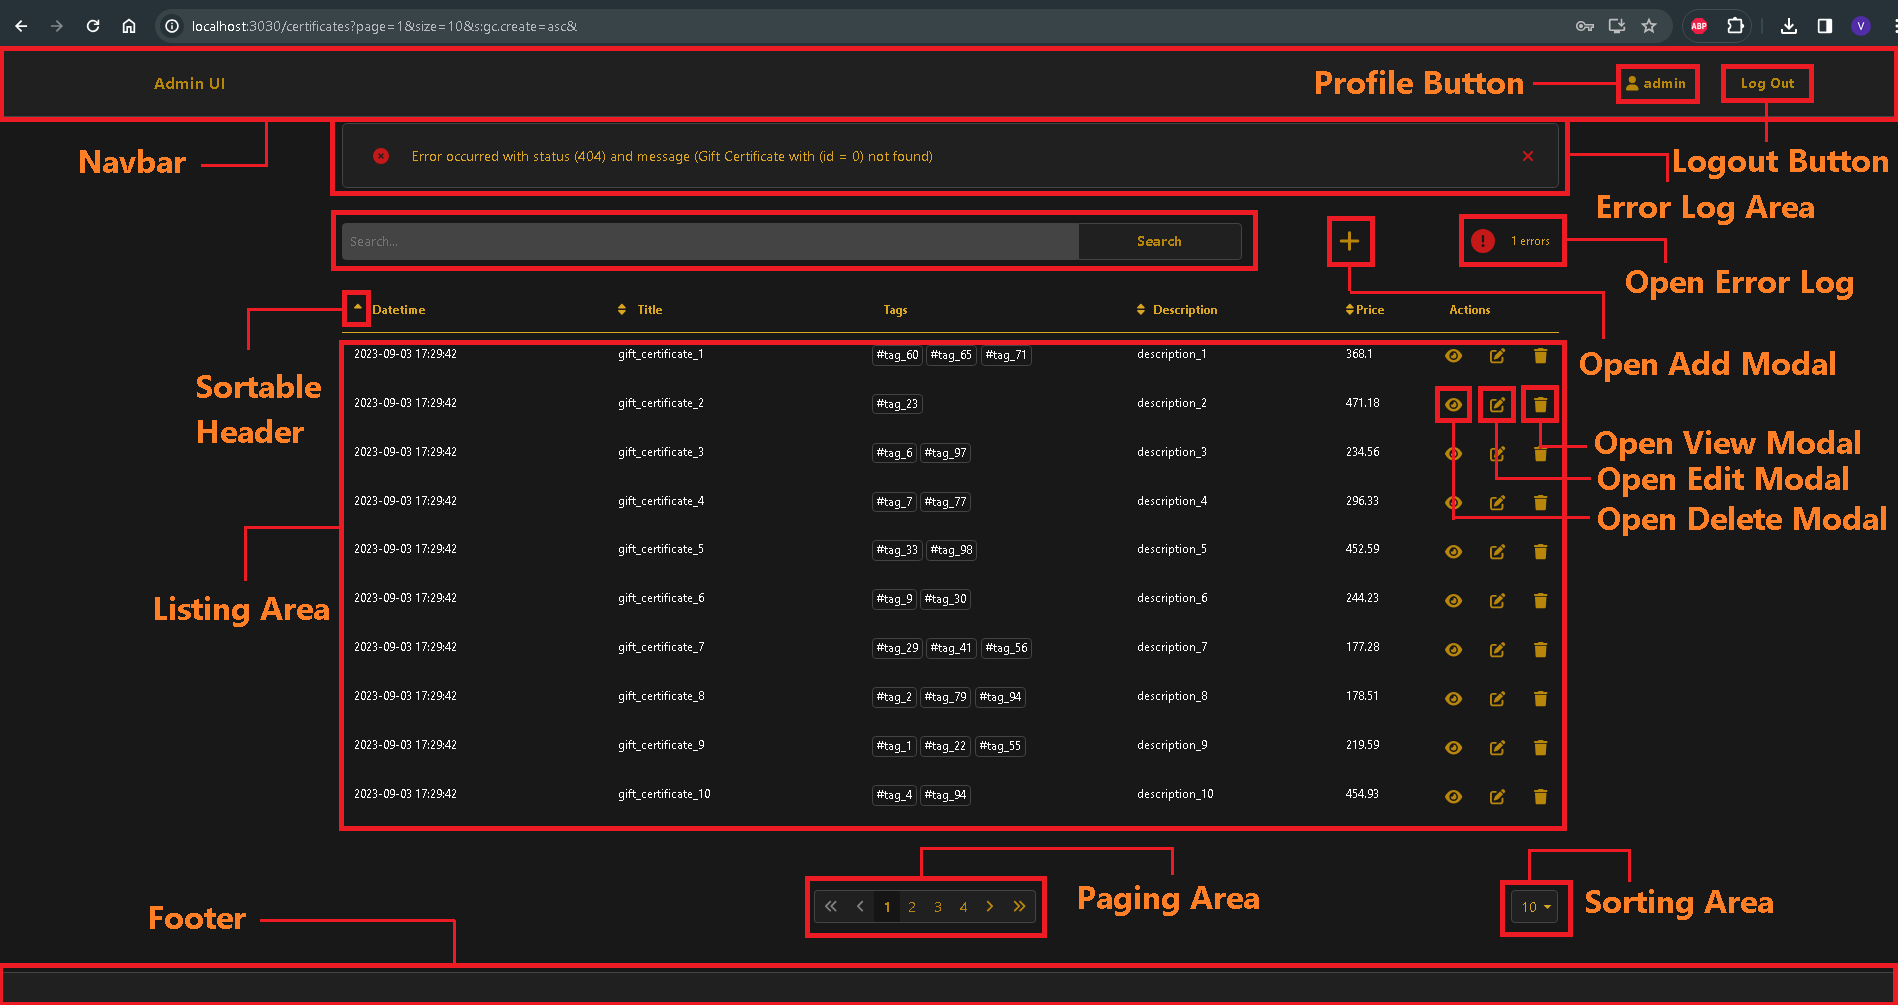 localhost:3030/certificates?page=1&size=10&s:gc.create=asc&
ABP
V
Admin UI
Profile Button
admin
Log Out
Navbar
Error occurred with status (404) and message (Gift Certificate with (id = 0) not found)
Logout Button
Error Log Area
Search...
Search
1 errors
Open Error Log
Datetime Title Tags Description Price Actions
Open Add Modal
Sortable
Header
2023-09-03 17:29:42 gift_certificate_1 #tag_60 #tag_65 #tag_71 description_1 368.1
2023-09-03 17:29:42 gift_certificate_2 #tag_23 description_2 471.18
2023-09-03 17:29:42 gift_certificate_3 #tag_6 #tag_97 description_3 234.56
Open View Modal
Open Edit Modal
2023-09-03 17:29:42 gift_certificate_4 #tag_7 #tag_77 description_4 296.33
Open Delete Modal
2023-09-03 17:29:42 gift_certificate_5 #tag_33 #tag_98 description_5 452.59
2023-09-03 17:29:42 gift_certificate_6 #tag_9 #tag_30 description_6 244.23
Listing Area
2023-09-03 17:29:42 gift_certificate_7 #tag_29 #tag_41 #tag_56 description_7 177.28
2023-09-03 17:29:42 gift_certificate_8 #tag_2 #tag_79 #tag_94 description_8 178.51
2023-09-03 17:29:42 gift_certificate_9 #tag_1 #tag_22 #tag_55 description_9 219.59
2023-09-03 17:29:42 gift_certificate_10 #tag_4 #tag_94 description_10 454.93
« < 1 2 3 4 > »
Paging Area
10
Sorting Area
Footer